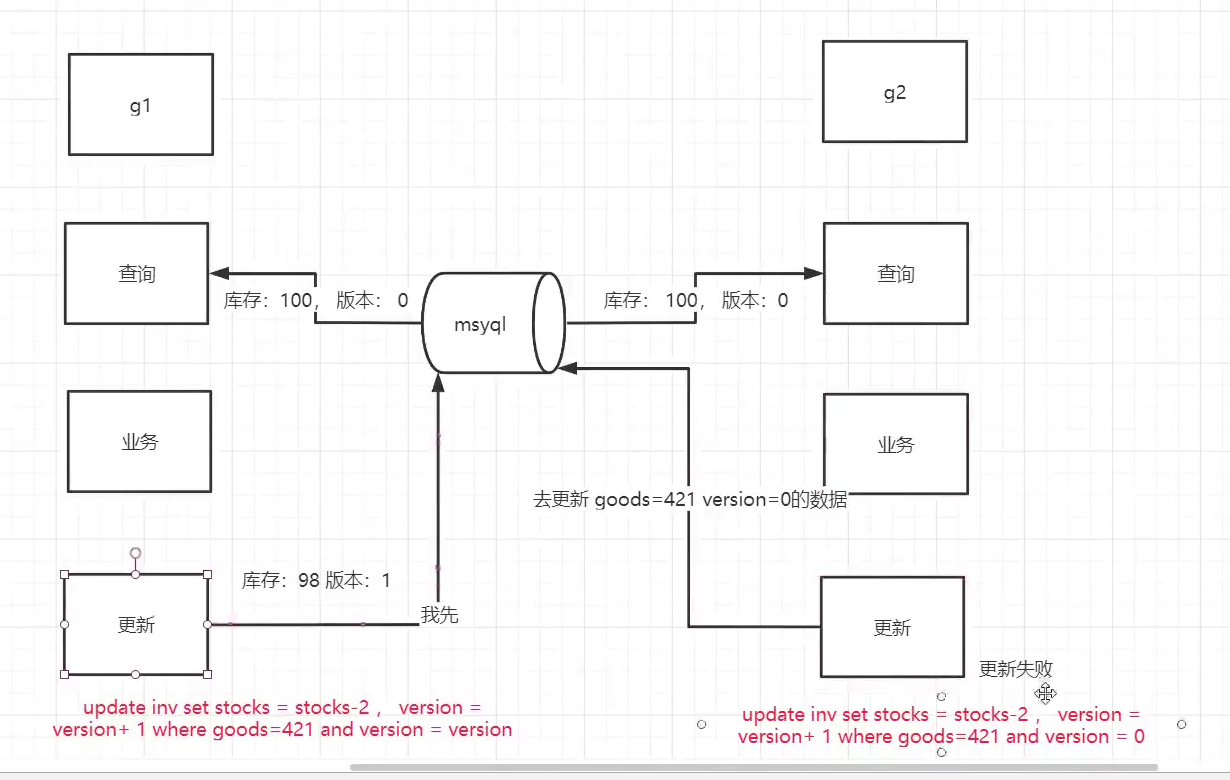 g1
g2
查询
库存：100， 版本： 0
msyql
库存： 100， 版本：0
查询
业务
业务
去更新 goods=421 version=0的数据
库存：98 版本：1
更新
我先
更新
更新失败
update inv set stocks = stocks-2， version =
version+ 1 where goods=421 and version = version
update inv set stocks = stocks-2， version =
version+ 1 where goods=421 and version = 0